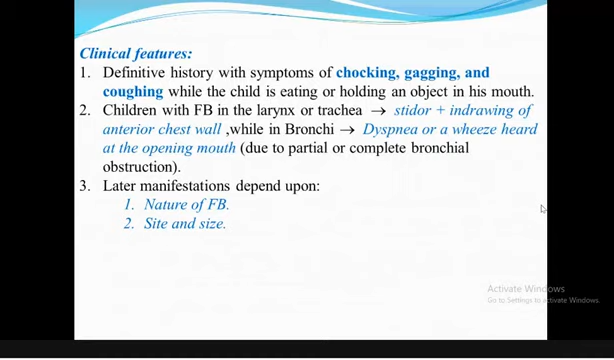 Clinical features:
1. Definitive history with symptoms of chocking, gagging, and
coughing while the child is eating or holding an object in his mouth.
2. Children with FB in the larynx or trachea → stidor + indrawing of
anterior chest wall ,while in Bronchi → Dyspnea or a wheeze heard
at the opening mouth (due to partial or complete bronchial
obstruction).
3. Later manifestations depend upon:
1. Nature of FB.
2. Site and size.
Activate Windows
Go to Settings to activate Windows.